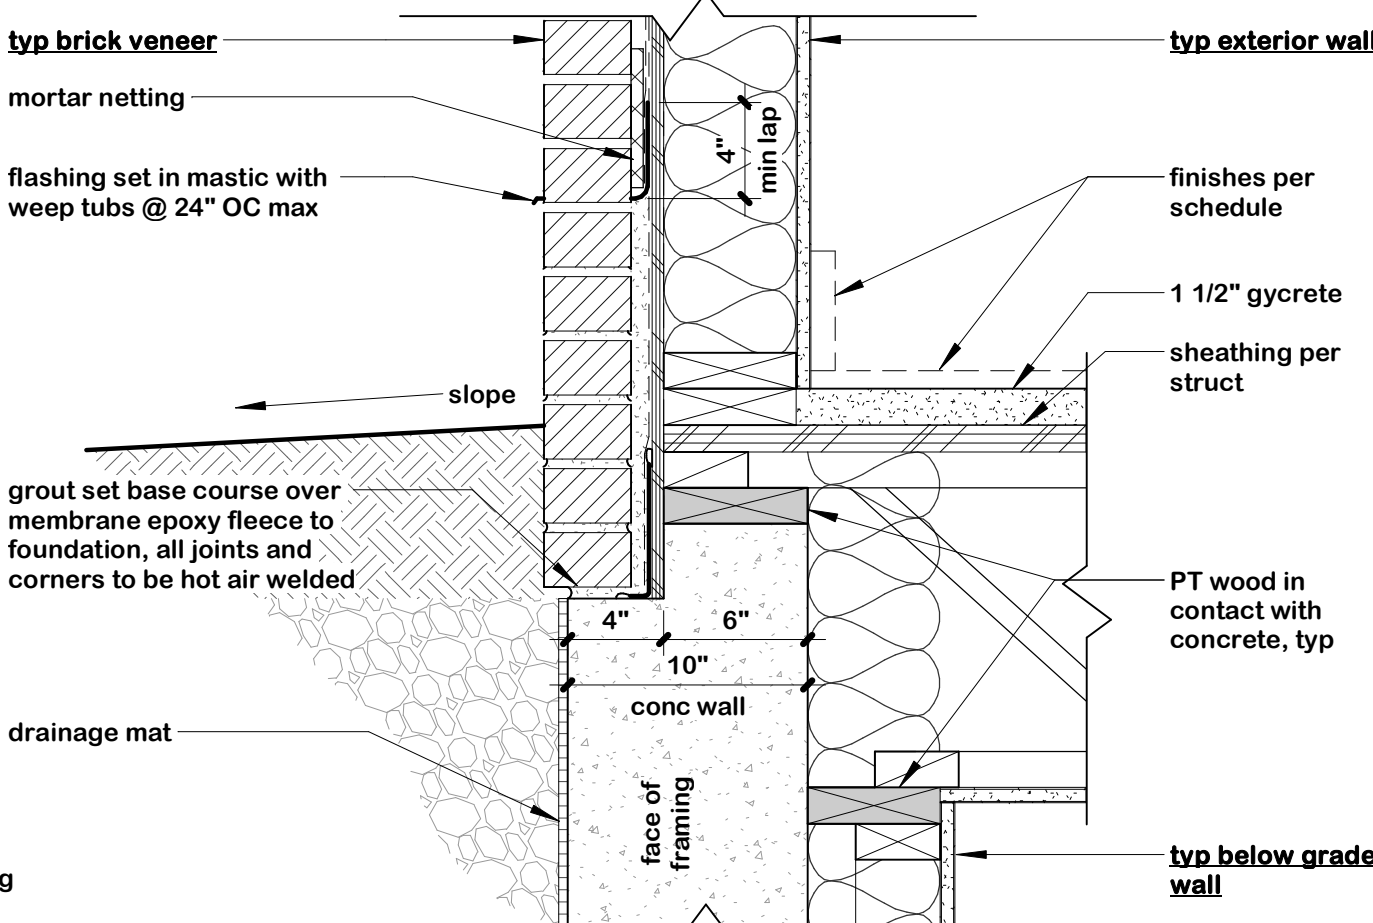 typ brick veneer
mortar netting
flashing set in mastic with
weep tubs @ 24" OC max
slope
grout set base course over
membrane epoxy fleece to
foundation, all joints and
corners to be hot air welded
drainage mat
g
4"
min lap
4"
6"
10"
conc wall
face of
framing
typ exterior wall
finishes per
schedule
1 1/2" gycrete
sheathing per
struct
PT wood in
contact with
concrete, typ
typ below grade
wall